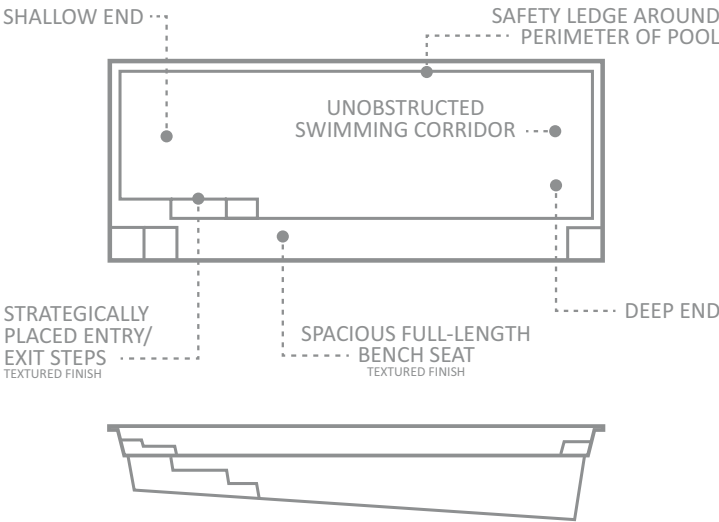 SHALLOW END
SAFETY LEDGE AROUND
PERIMETER OF POOL
UNOBSTRUCTED
SWIMMING CORRIDOR
STRATEGICALLY
PLACED ENTRY/
EXIT STEPS
TEXTURED FINISH
SPACIOUS FULL-LENGTH
BENCH SEAT
TEXTURED FINISH
DEEP END